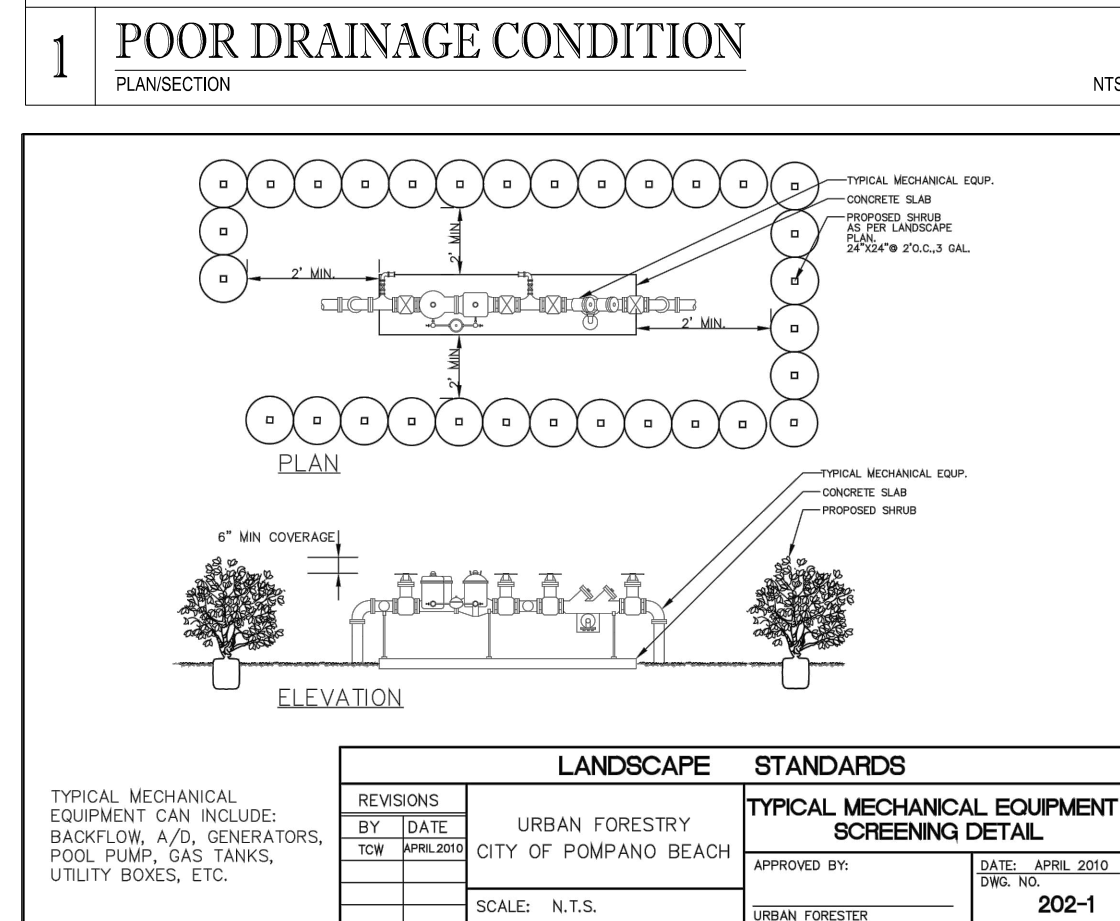 1
POOR DRAINAGE CONDITION
PLAN/SECTION
NTS
TYPICAL MECHANICAL EQUP.
CONCRETE SLAB
PROPOSED SHRUB
AS PER LANDSCAPE
PLAN.
24"X24"@ 2'O.C.,3 GAL.
2' MIN.
2' MIN.
2' MIN.
2' MIN.
PLAN
TYPICAL MECHANICAL EQUP.
CONCRETE SLAB
PROPOSED SHRUB
6" MIN COVERAGE
ELEVATION
TYPICAL MECHANICAL
EQUIPMENT CAN INCLUDE:
BACKFLOW, A/D, GENERATORS,
POOL PUMP, GAS TANKS,
UTILITY BOXES, ETC.
LANDSCAPE STANDARDS
REVISIONS
BY DATE
TCW APRIL 2010
URBAN FORESTRY
CITY OF POMPANO BEACH
SCALE: N.T.S.
TYPICAL MECHANICAL EQUIPMENT
SCREENING DETAIL
APPROVED BY:
URBAN FORESTER
DATE: APRIL 2010
DWG. NO.
202-1